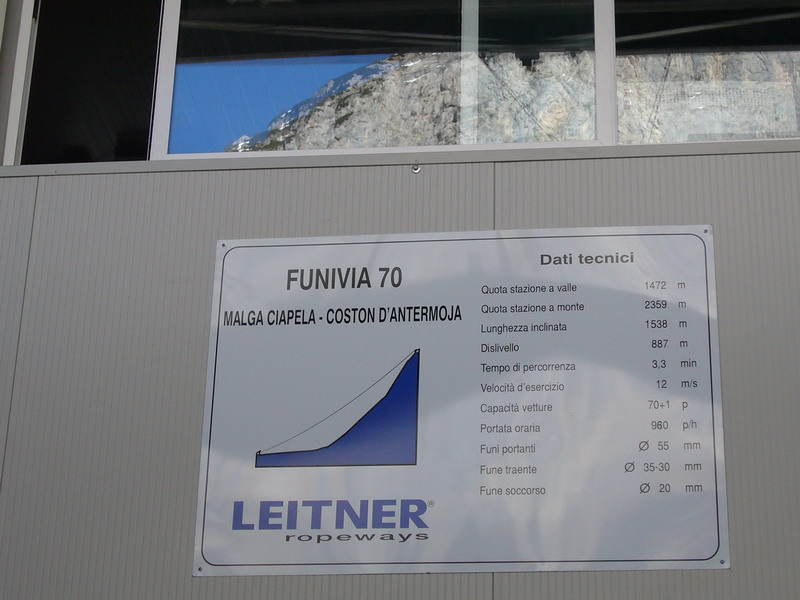 FUNIVIA 70
MALGA CIAPELA - COSTON D'ANTERMOJA
LEITNER®
ropeways
Dati tecnici
Quota stazione a valle 1472 m
Quota stazione a monte 2359 m
Lunghezza inclinata 1538 m
Dislivello 887 m
Tempo di percorrenza 3,3 min
Velocità d'esercizio 12 m/s
Capacità vetture 70+1 p
Portata oraria 960 p/h
Funi portanti Ø 55 mm
Fune traente Ø 35-30 mm
Fune soccorso Ø 20 mm